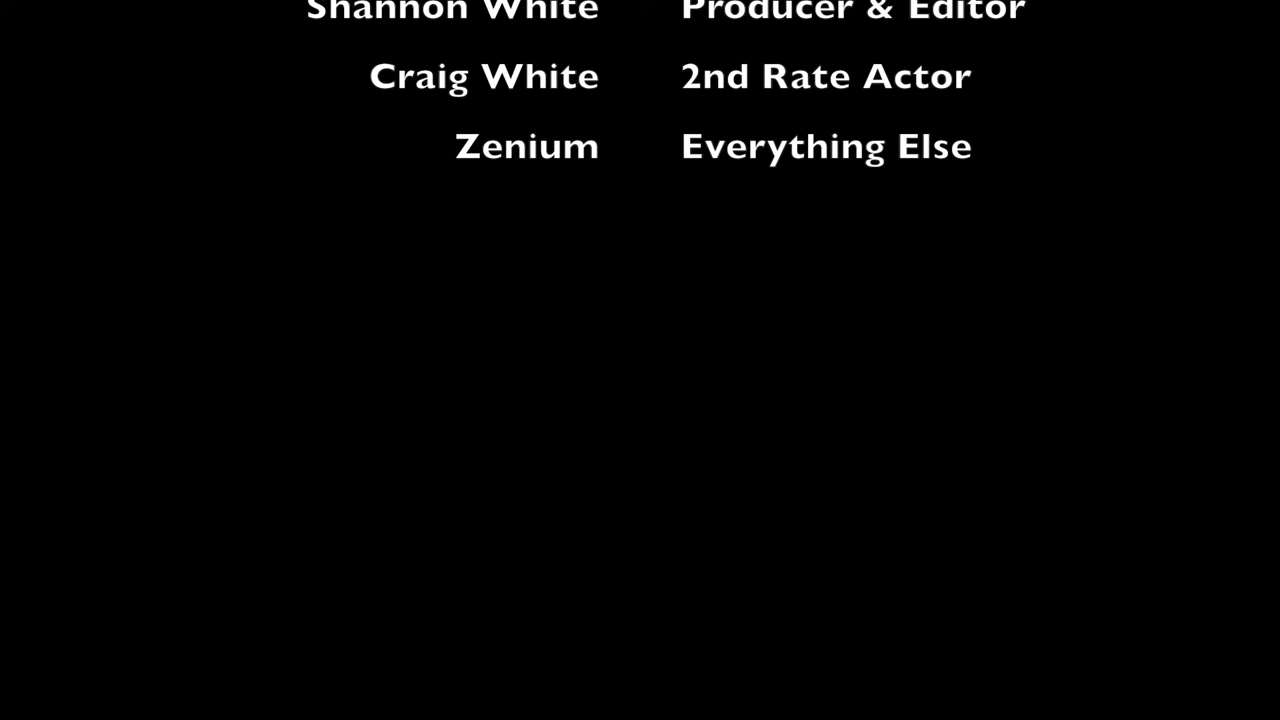 Shannon White Producer & Editor
Craig White 2nd Rate Actor
Zenium Everything Else